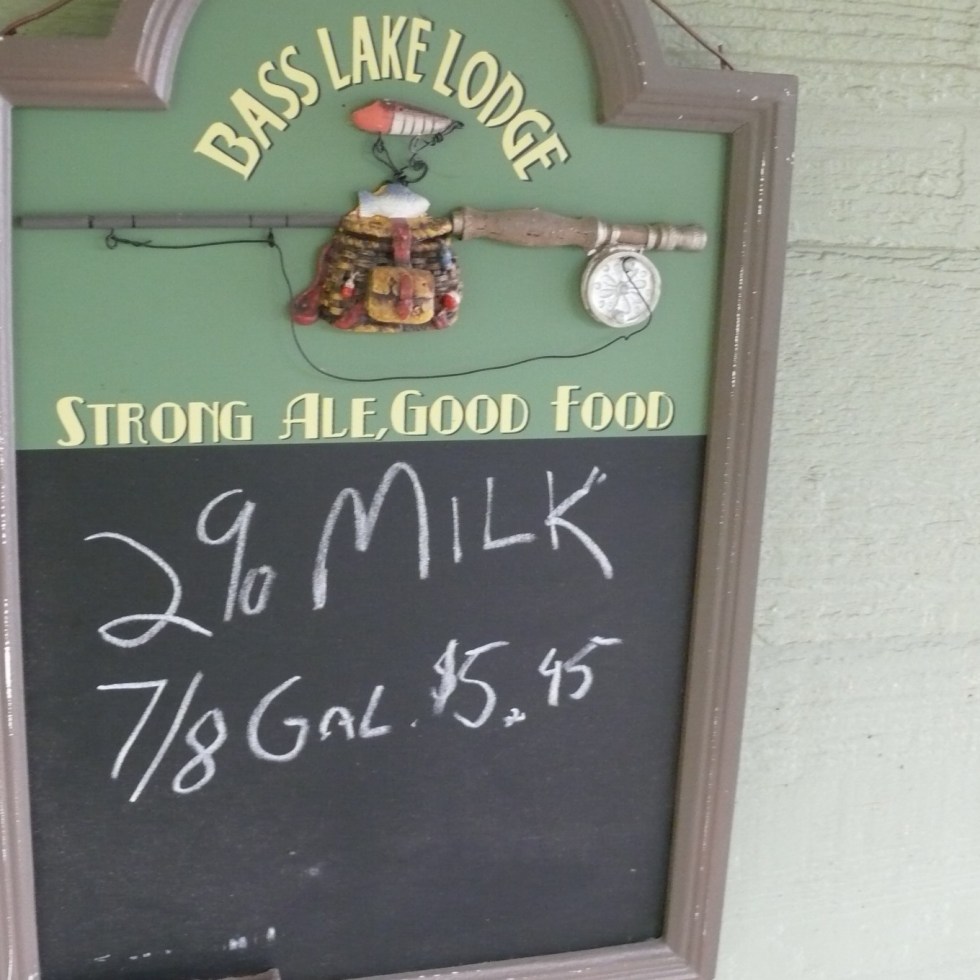 BASS LAKE LODGE
STRONG ALE, GOOD FOOD
2% MILK
7/8 GAL. $5.45